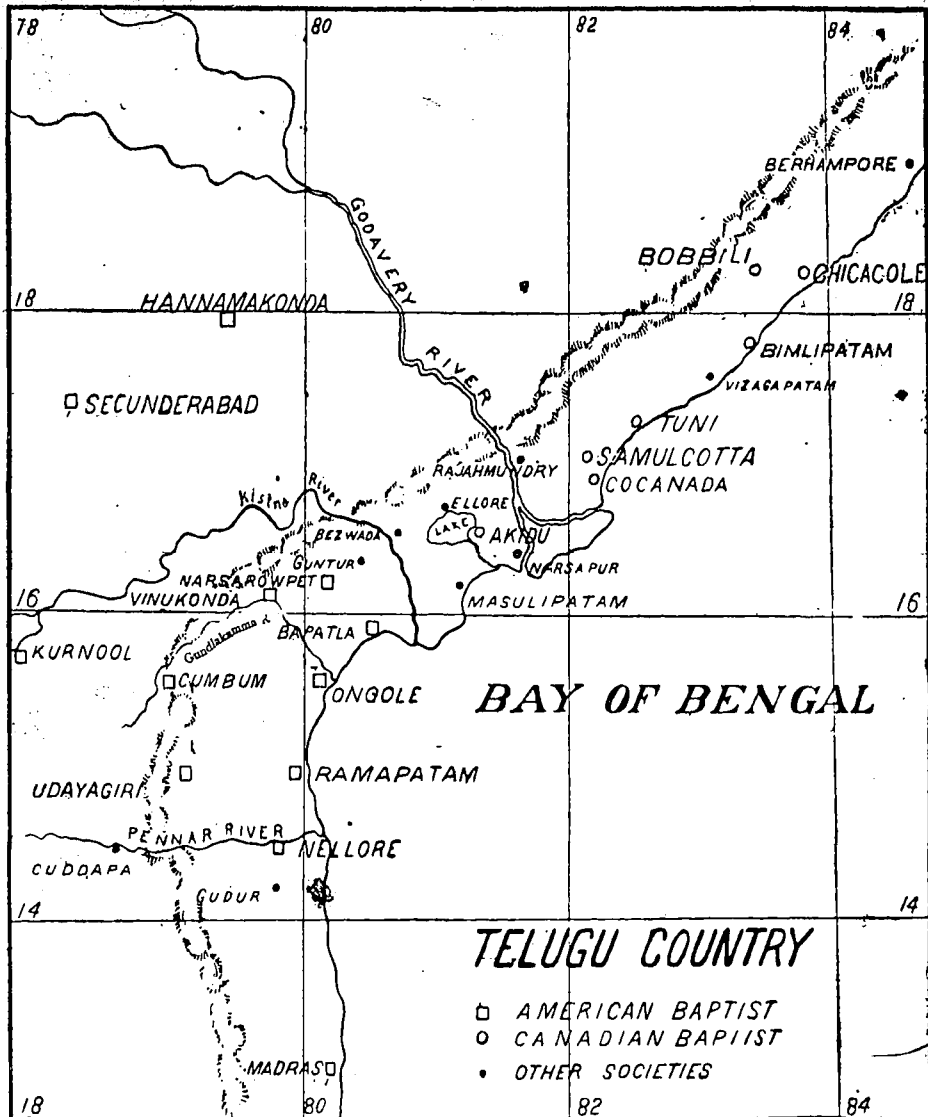 78 80 82 84
BERHAMPORE
GODAVERY
BOBBILI
CHICACOLE
18 HANNAMAKONDA 18
RIVER
BIMLIPATAM
VIZAGAPATAM
SECUNDERABAD
TUNI
RAJAHMUNDRY SAMULCOTTA
COCANADA
Kistna River
ELLORE
LAKE AKIDU
BEZWADA
GUNTUR NARSAPUR
NARSAROWPET
VINUKONDA MASULIPATAM
16 16
BAPATLA
Gundlakamma R
KURNOOL
CUMBUM ONGOLE
BAY OF BENGAL
UDAYAGIRI RAMAPATAM
PENNAR RIVER
CUDDAPA NELLORE
GUDUR
14 14
TELUGU COUNTRY
AMERICAN BAPTIST
CANADIAN BAPTIST
OTHER SOCIETIES
MADRAS
18 80 82 84